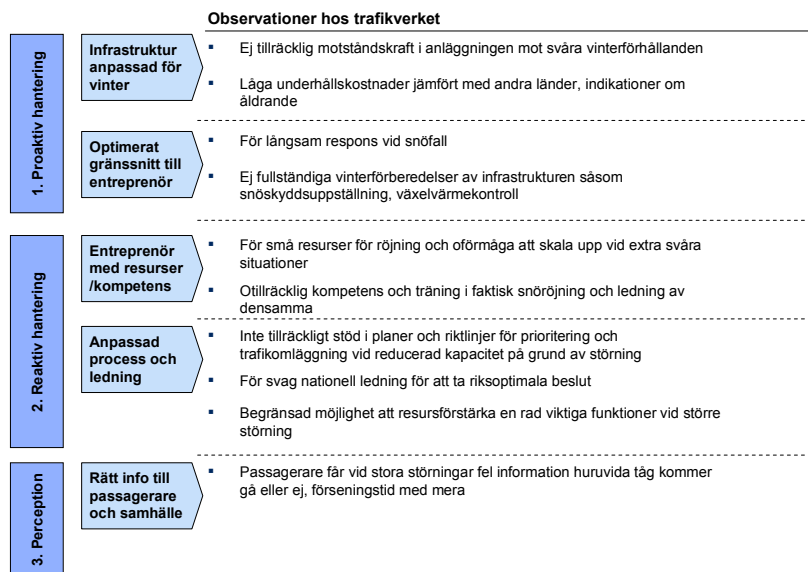 Observationer hos trafikverket
1. Proaktiv hantering
Infrastruktur
anpassad för
vinter
▪ Ej tillräcklig motståndskraft i anläggningen mot svåra vinterförhållanden
▪ Låga underhållskostnader jämfört med andra länder, indikationer om
åldrande
Optimerat
gränssnitt till
entreprenör
▪ För långsam respons vid snöfall
▪ Ej fullständiga vinterförberedelser av infrastrukturen såsom
snöskyddsuppställning, växelvärmekontroll
2. Reaktiv hantering
Entreprenör
med resurser
/kompetens
▪ För små resurser för röjning och oförmåga att skala upp vid extra svåra
situationer
▪ Otillräcklig kompetens och träning i faktisk snöröjning och ledning av
densamma
Anpassad
process och
ledning
▪ Inte tillräckligt stöd i planer och riktlinjer för prioritering och
trafikomläggning vid reducerad kapacitet på grund av störning
▪ För svag nationell ledning för att ta riksoptimala beslut
▪ Begränsad möjlighet att resursförstärka en rad viktiga funktioner vid större
störning
3. Perception
Rätt info till
passagerare
och samhälle
▪ Passagerare får vid stora störningar fel information huruvida tåg kommer
gå eller ej, förseningstid med mera